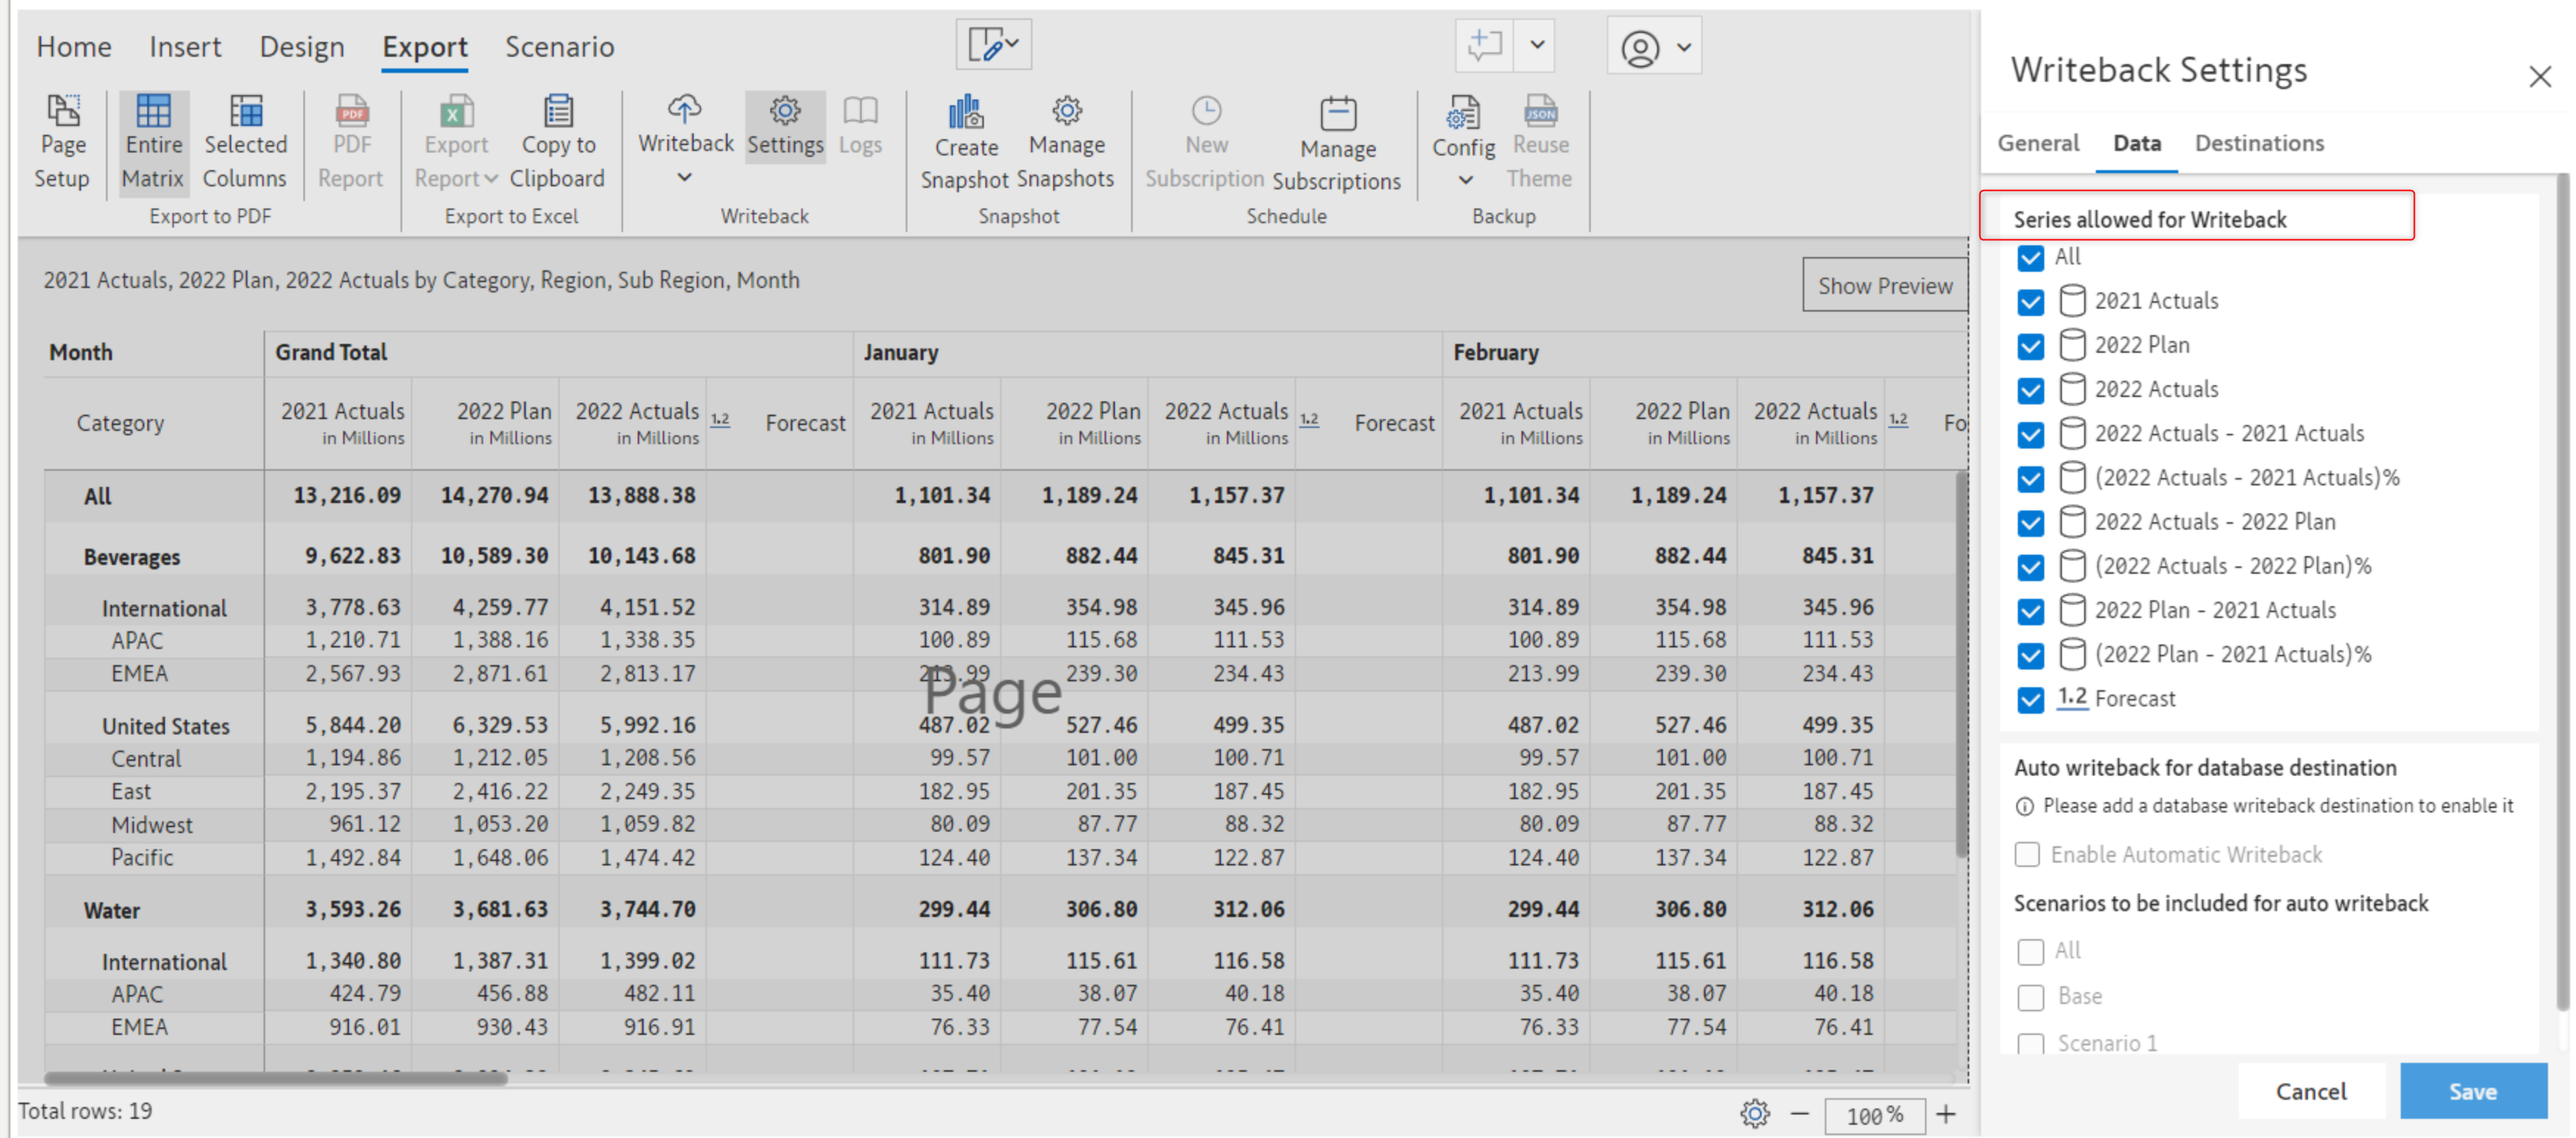 Home Insert Design Export Scenario
Page Setup
Entire Matrix
Selected Columns
PDF Report
Export to PDF
Export Report
Copy to Clipboard
Export to Excel
Writeback
Settings
Logs
Writeback
Create Snapshot
Manage Snapshots
Snapshot
New Subscription
Manage Subscriptions
Schedule
Config
JSON
Reuse Theme
Backup
2021 Actuals, 2022 Plan, 2022 Actuals by Category, Region, Sub Region, Month
Show Preview
Month Grand Total January February
Category 2021 Actuals in Millions 2022 Plan in Millions 2022 Actuals in Millions 1.2 Forecast 2021 Actuals in Millions 2022 Plan in Millions 2022 Actuals in Millions 1.2 Forecast 2021 Actuals in Millions 2022 Plan in Millions 2022 Actuals in Millions 1.2 Fo
All 13,216.09 14,270.94 13,888.38 1,101.34 1,189.24 1,157.37 1,101.34 1,189.24 1,157.37
Beverages 9,622.83 10,589.30 10,143.68 801.90 882.44 845.31 801.90 882.44 845.31
International 3,778.63 4,259.77 4,151.52 314.89 354.98 345.96 314.89 354.98 345.96
APAC 1,210.71 1,388.16 1,338.35 100.89 115.68 111.53 100.89 115.68 111.53
EMEA 2,567.93 2,871.61 2,813.17 213.99 239.30 234.43 213.99 239.30 234.43
Page
United States 5,844.20 6,329.53 5,992.16 487.02 527.46 499.35 487.02 527.46 499.35
Central 1,194.86 1,212.05 1,208.56 99.57 101.00 100.71 99.57 101.00 100.71
East 2,195.37 2,416.22 2,249.35 182.95 201.35 187.45 182.95 201.35 187.45
Midwest 961.12 1,053.20 1,059.82 80.09 87.77 88.32 80.09 87.77 88.32
Pacific 1,492.84 1,648.06 1,474.42 124.40 137.34 122.87 124.40 137.34 122.87
Water 3,593.26 3,681.63 3,744.70 299.44 306.80 312.06 299.44 306.80 312.06
International 1,340.80 1,387.31 1,399.02 111.73 115.61 116.58 111.73 115.61 116.58
APAC 424.79 456.88 482.11 35.40 38.07 40.18 35.40 38.07 40.18
EMEA 916.01 930.43 916.91 76.33 77.54 76.41 76.33 77.54 76.41
Total rows: 19
100 %
Writeback Settings
General Data Destinations
Series allowed for Writeback
All
2021 Actuals
2022 Plan
2022 Actuals
2022 Actuals - 2021 Actuals
(2022 Actuals - 2021 Actuals)%
2022 Actuals - 2022 Plan
(2022 Actuals - 2022 Plan)%
2022 Plan - 2021 Actuals
(2022 Plan - 2021 Actuals)%
1.2 Forecast
Auto writeback for database destination
Please add a database writeback destination to enable it
Enable Automatic Writeback
Scenarios to be included for auto writeback
All
Base
Scenario 1
Cancel Save